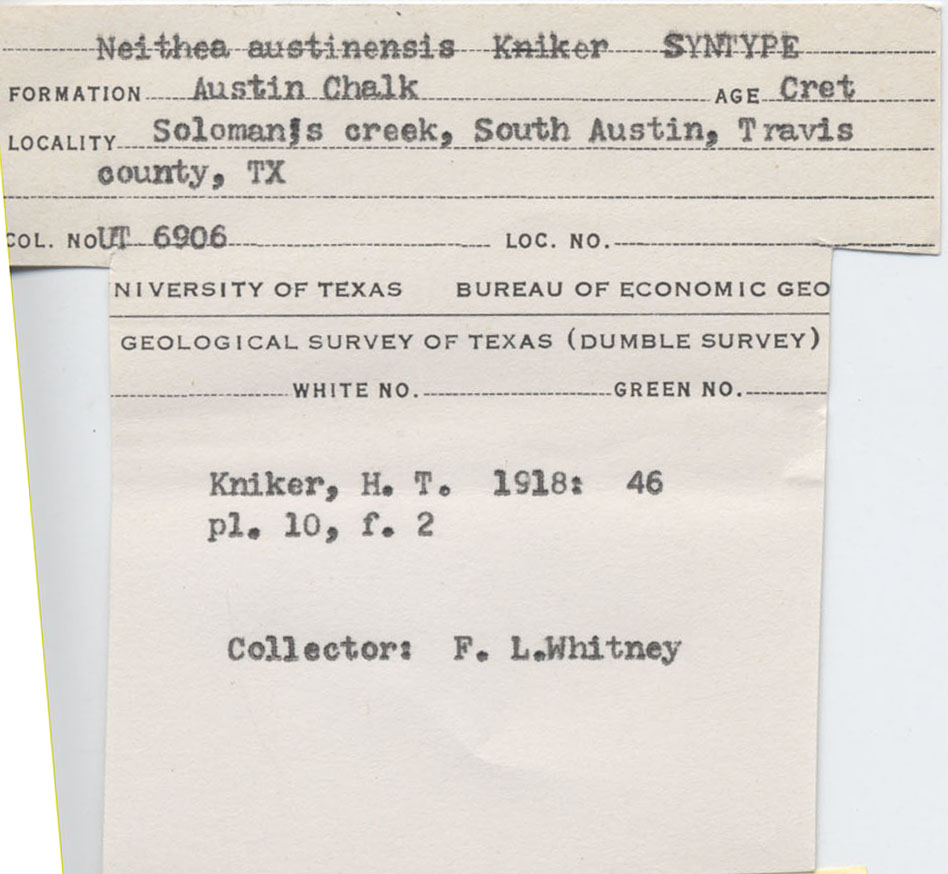 Neithea austinensis Kniker SYNTYPE
FORMATION Austin Chalk AGE Cret
LOCALITY Soloman's creek, South Austin, Travis
county, TX
COL. NO. UT 6906 LOC. NO.
NIVERSITY OF TEXAS BUREAU OF ECONOMIC GEO
GEOLOGICAL SURVEY OF TEXAS (DUMBLE SURVEY)
WHITE NO. GREEN NO.
Kniker, H. T. 1918: 46
pl. 10, f. 2
Collector: F. L.Whitney